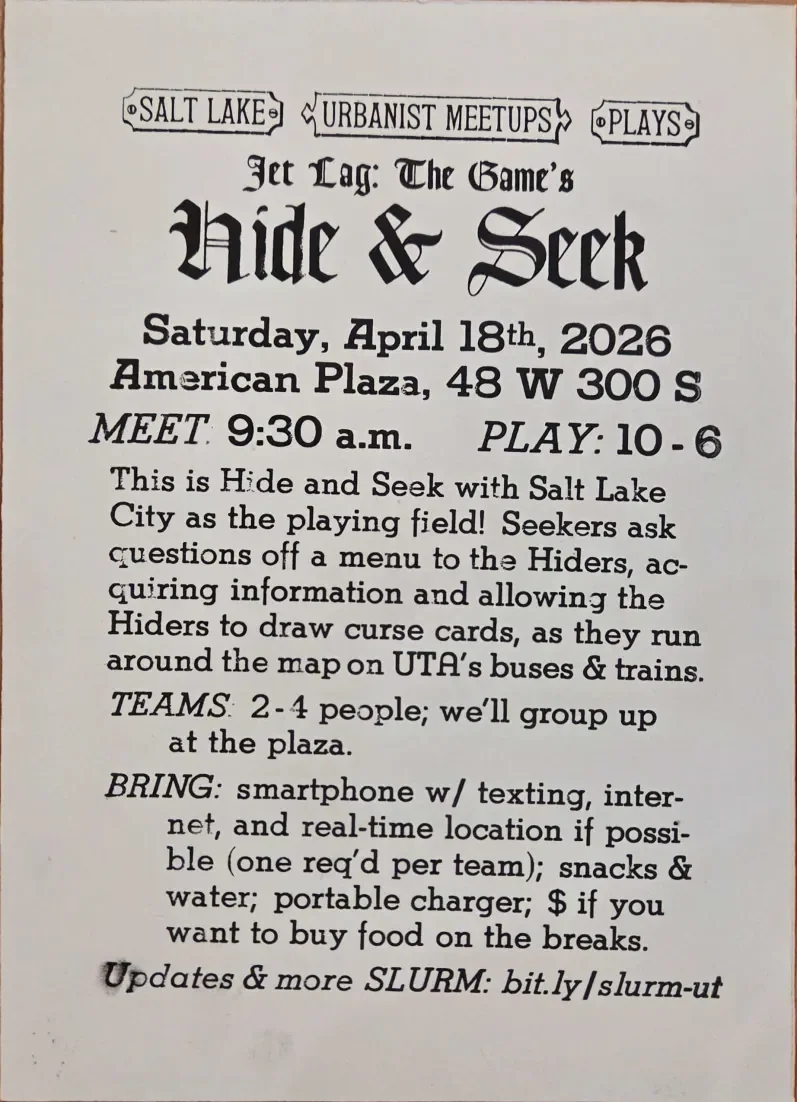 SALT LAKE URBANIST MEETUPS PLAYS
Jet Lag: The Game's
Hide & Seek
Saturday, April 18th, 2026
American Plaza, 48 W 300 S
MEET: 9:30 a.m. PLAY: 10 - 6
This is Hide and Seek with Salt Lake
City as the playing field! Seekers ask
questions off a menu to the Hiders, ac-
quiring information and allowing the
Hiders to draw curse cards, as they run
around the map on UTA's buses & trains.
TEAMS: 2 - 4 people; we'll group up
at the plaza.
BRING: smartphone w/ texting, inter-
net, and real-time location if possi-
ble (one req'd per team); snacks &
water; portable charger; $ if you
want to buy food on the breaks.
Updates & more SLURM: bit.ly/slurm-ut